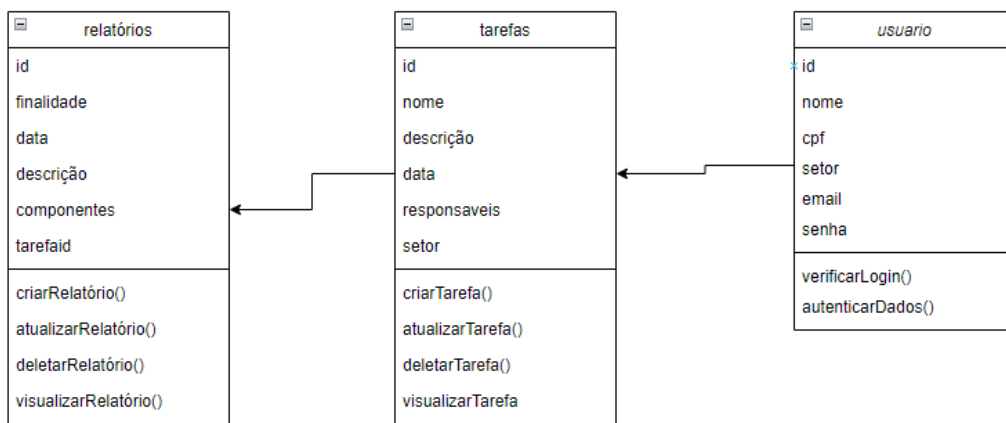 relatórios
id
finalidade
data
descrição
componentes
tarefaid
criarRelatório()
atualizarRelatório()
deletarRelatório()
visualizarRelatório()
tarefas
id
nome
descrição
data
responsaveis
setor
criarTarefa()
atualizarTarefa()
deletarTarefa()
visualizarTarefa
usuario
id
nome
cpf
setor
email
senha
verificarLogin()
autenticarDados()